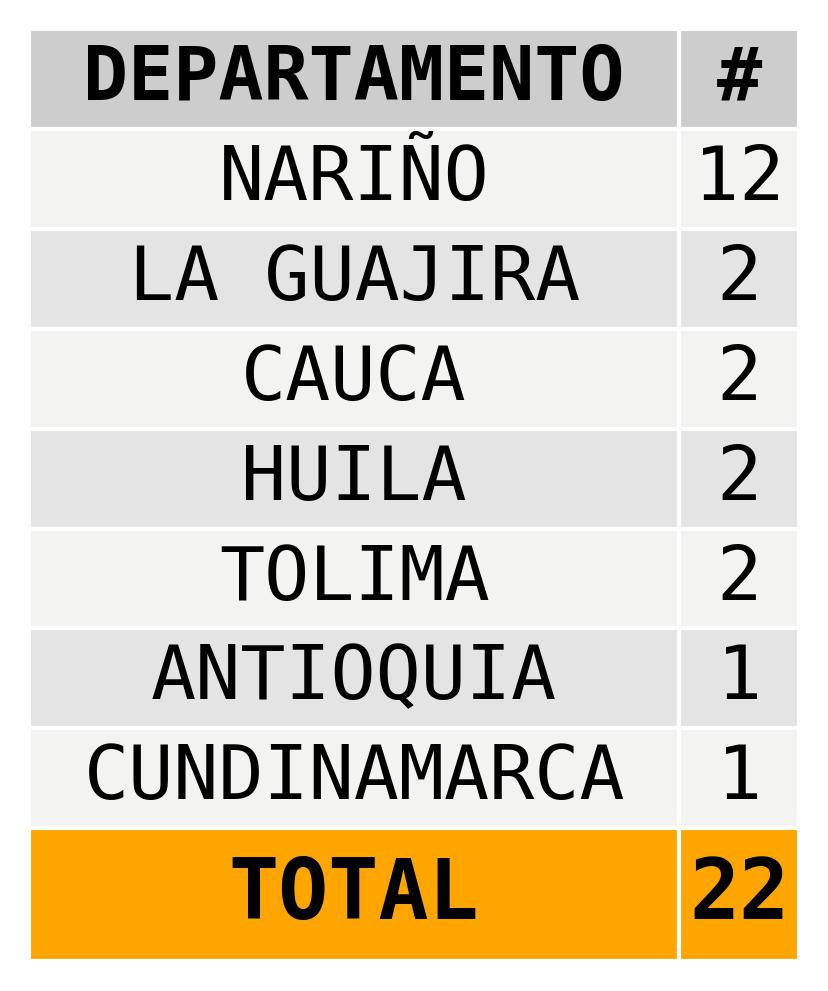 DEPARTAMENTO #
NARIÑO 12
LA GUAJIRA 2
CAUCA 2
HUILA 2
TOLIMA 2
ANTIOQUIA 1
CUNDINAMARCA 1
TOTAL 22